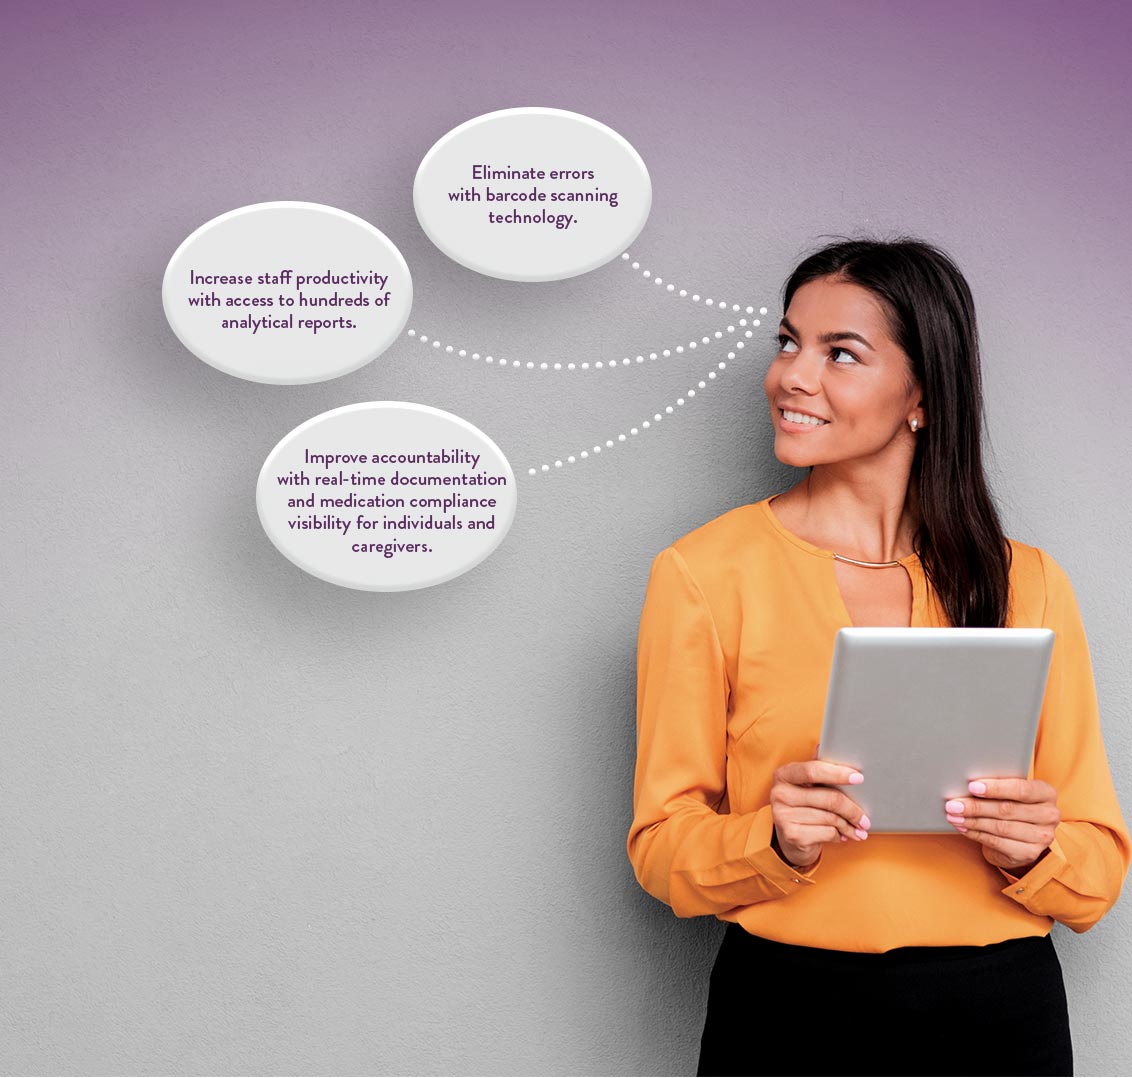 Eliminate errors
with barcode scanning
technology.
Increase staff productivity
with access to hundreds of
analytical reports.
Improve accountability
with real-time documentation
and medication compliance
visibility for individuals and
caregivers.